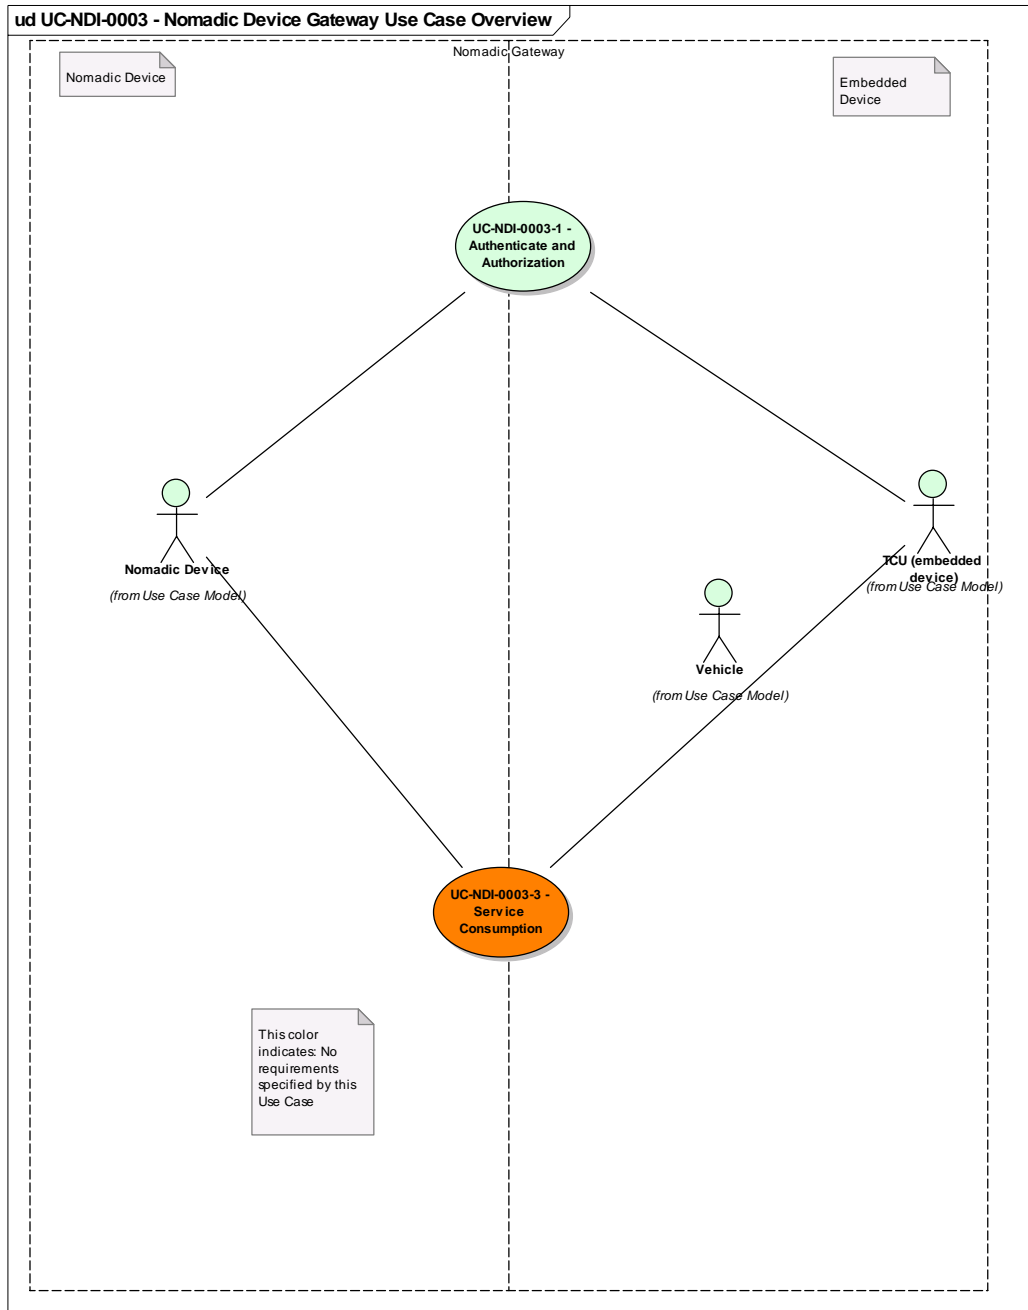 ud UC-NDI-0003 - Nomadic Device Gateway Use Case Overview
Nomadic Gateway
Nomadic Device
Embedded
Device
UC-NDI-0003-1 -
Authenticate and
Authorization
Nomadic Device
(from Use Case Model)
TCU (embedded
device)
(from Use Case Model)
Vehicle
(from Use Case Model)
UC-NDI-0003-3 -
Service
Consumption
This color
indicates: No
requirements
specified by this
Use Case